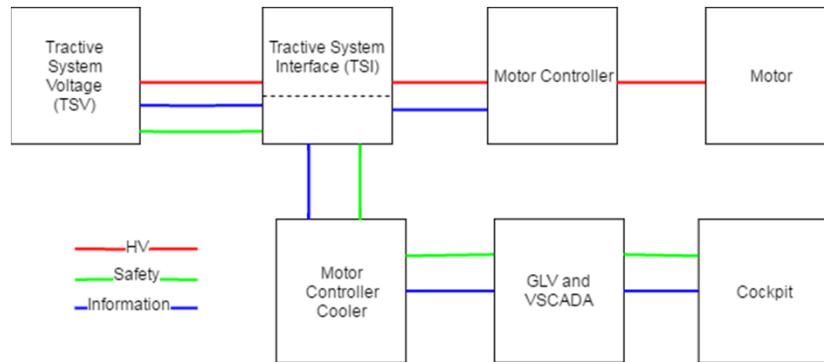 Tractive
System
Voltage
(TSV)
Tractive System
Interface (TSI)
Motor Controller
Motor
HV
Safety
Information
Motor
Controller
Cooler
GLV and
VSCADA
Cockpit